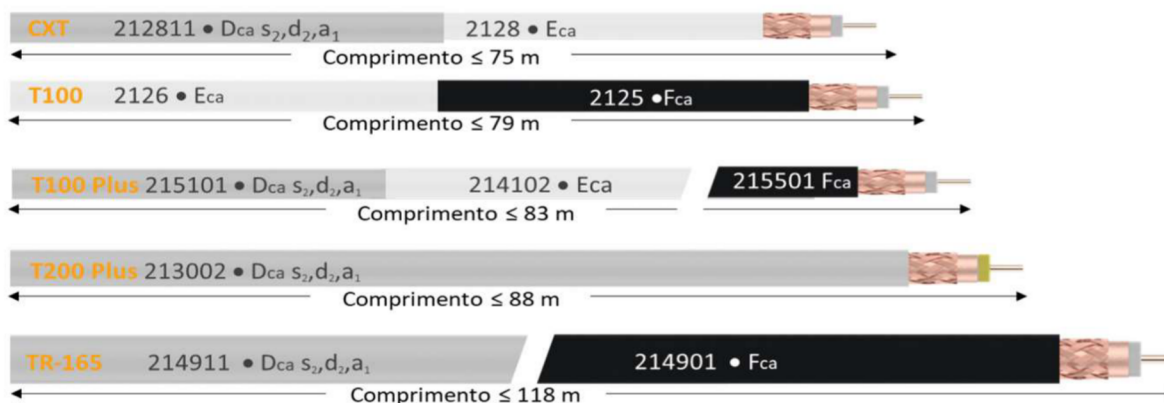 CXT 212811 • Dca s2,d2,a1 2128 • Eca
Comprimento ≤ 75 m
T100 2126 • Eca 2125 •Fca
Comprimento ≤ 79 m
T100 Plus 215101 • Dca s2,d2,a1 214102 • Eca 215501 Fca
Comprimento ≤ 83 m
T200 Plus 213002 • Dca s2,d2,a1
Comprimento ≤ 88 m
TR-165 214911 • Dca s2,d2,a1 214901 • Fca
Comprimento ≤ 118 m